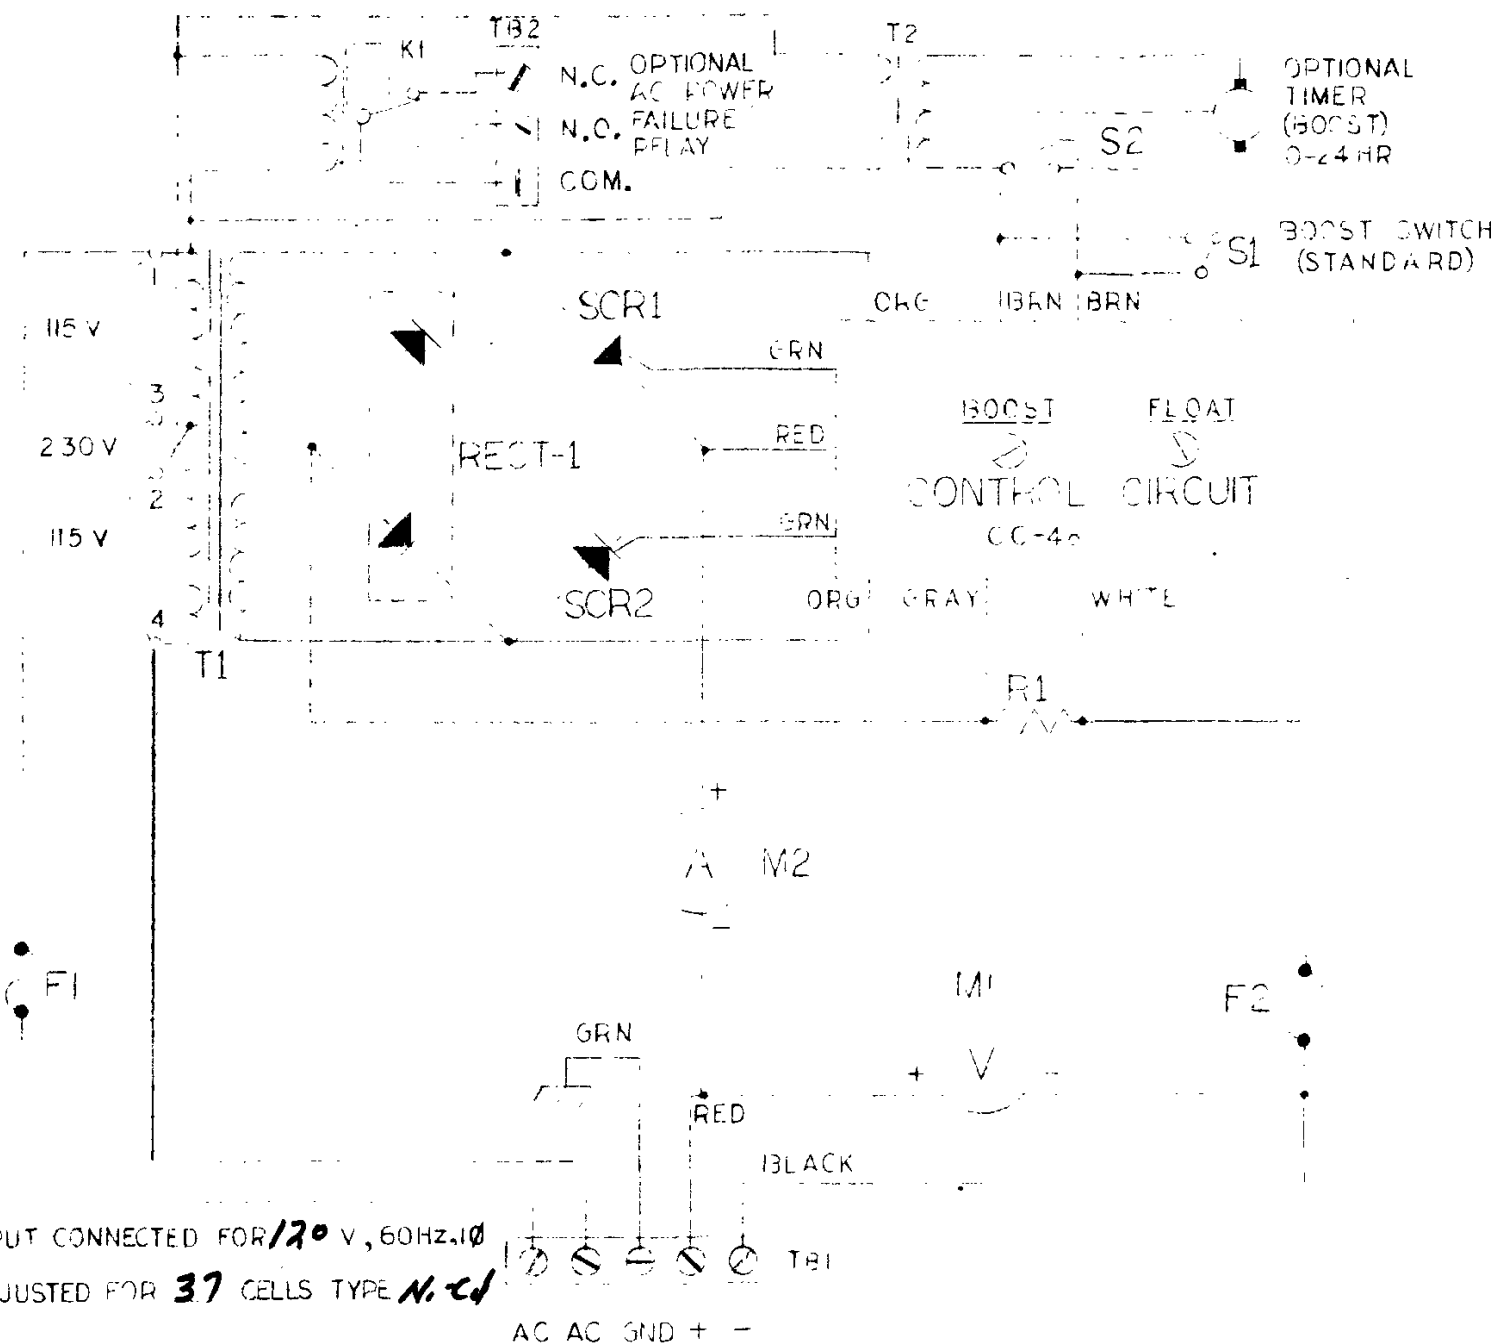 K1
TB2
T2
N.C. OPTIONAL
AC POWER
N.O. FAILURE
RELAY
COM.
OPTIONAL
TIMER
(BOOST)
0-24 HR
S2
S1
BOOST SWITCH
(STANDARD)
1
115 V
3
230 V
2
115 V
4
T1
SCR1
RECT-1
SCR2
GRN
RED
GRN
ORG
BRN
BRN
BOOST
FLOAT
CONTROL CIRCUIT
ORG
GRAY
WHITE
R1
+
A
M2
−
F1
M1
+
V
−
F2
GRN
RED
BLACK
PUT CONNECTED FOR 120 V, 60HZ, 1Ø
JUSTED FOR 37 CELLS TYPE N.Cd
TB1
AC AC GND + −